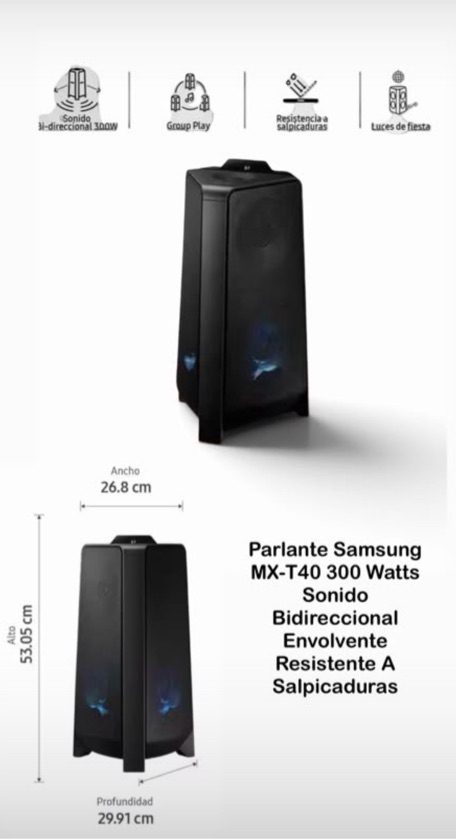 Sonido
Bi-direccional 300W
Group Play
Resistencia a
salpicaduras
Luces de fiesta
Ancho
26.8 cm
Alto
53.05 cm
Parlante Samsung
MX-T40 300 Watts
Sonido
Bidireccional
Envolvente
Resistente A
Salpicaduras
Profundidad
29.91 cm